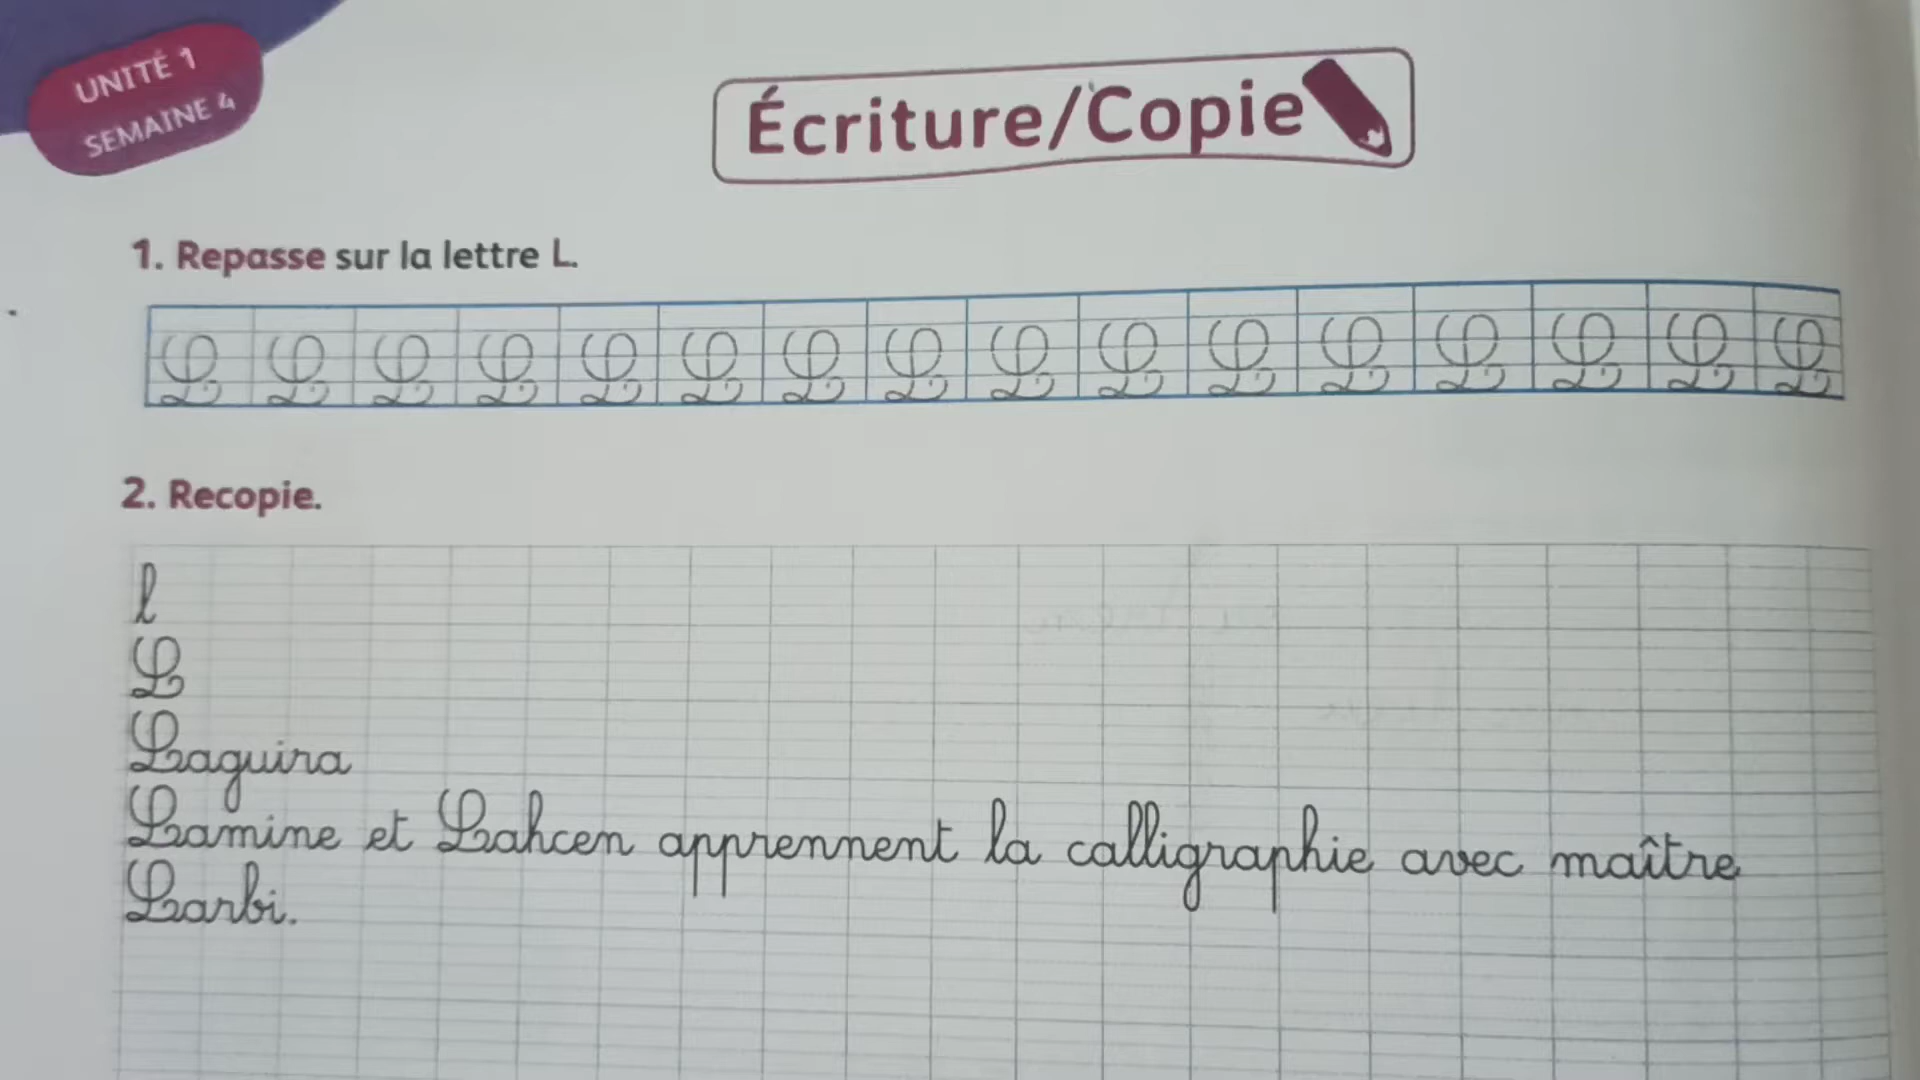 UNITÉ 1
SEMAINE 4
Écriture/Copie
1. Repasse sur la lettre L.
L L L L L L L L L L L L L L L L
2. Recopie.
l
L
Laguira
Lamine et Lahcen apprennent la calligraphie avec maître
Larbi.